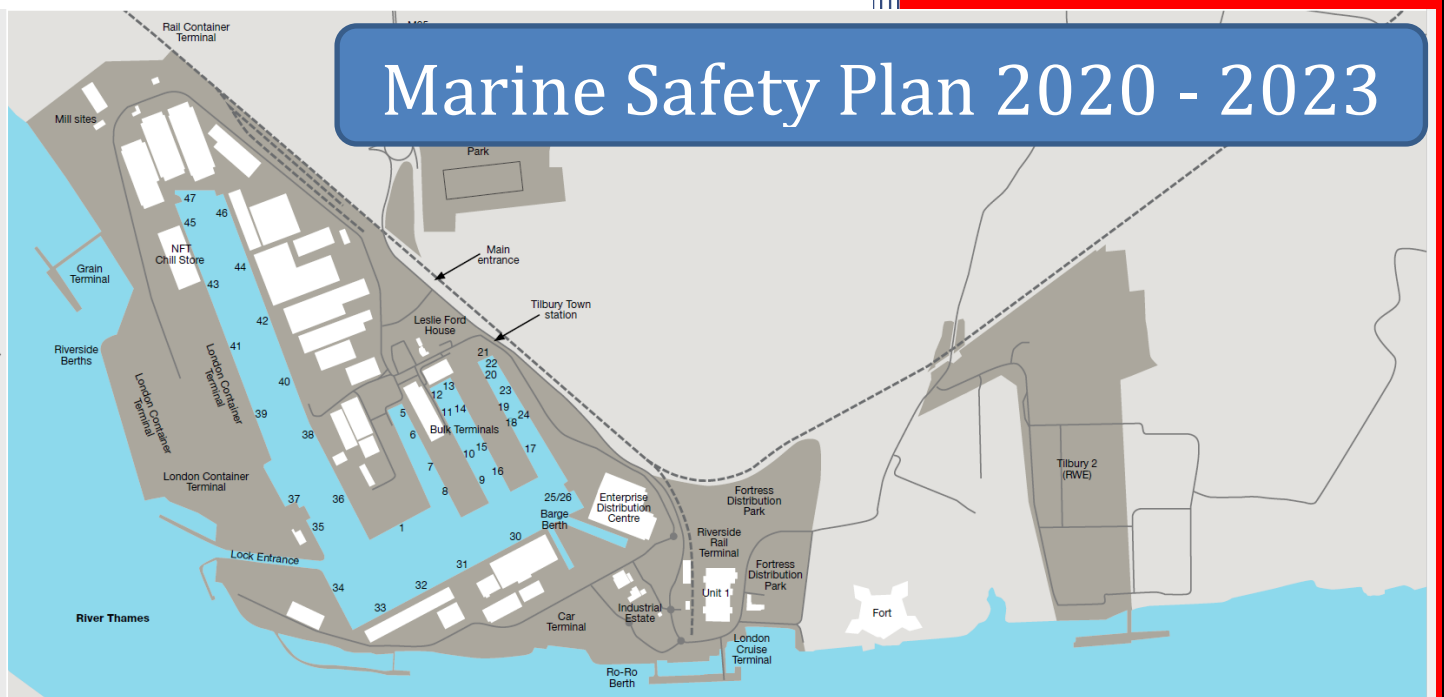 Marine Safety Plan 2020 - 2023
Rail Container
Terminal
Mill sites
Park
47
46
45
NFT
Chill Store
44
43
Grain
Terminal
42
41
Riverside
Berths
London Container
Terminal
London Container
Terminal
40
39
38
London Container
Terminal
37
36
35
Lock Entrance
34
33
32
31
30
1
Main
entrance
Tilbury Town
station
Leslie Ford
House
21
22
20
13
12
23
5
11
14
19
24
18
6
Bulk Terminals
15
17
10
7
16
9
8
25/26
Barge
Berth
Enterprise
Distribution
Centre
Fortress
Distribution
Park
Riverside
Rail
Terminal
Fortress
Distribution
Park
Unit 1
Industrial
Estate
Car
Terminal
London
Cruise
Terminal
Ro-Ro
Berth
Fort
Tilbury 2
(RWE)
River Thames